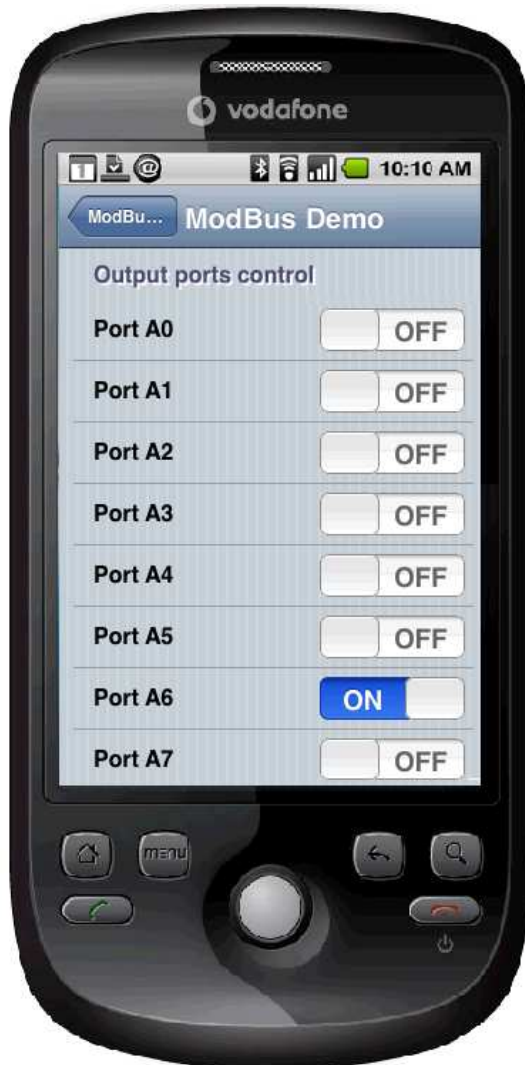 vodafone
1 @ 10:10 AM
ModBu... ModBus Demo
Output ports control
Port A0 OFF
Port A1 OFF
Port A2 OFF
Port A3 OFF
Port A4 OFF
Port A5 OFF
Port A6 ON
Port A7 OFF
menu